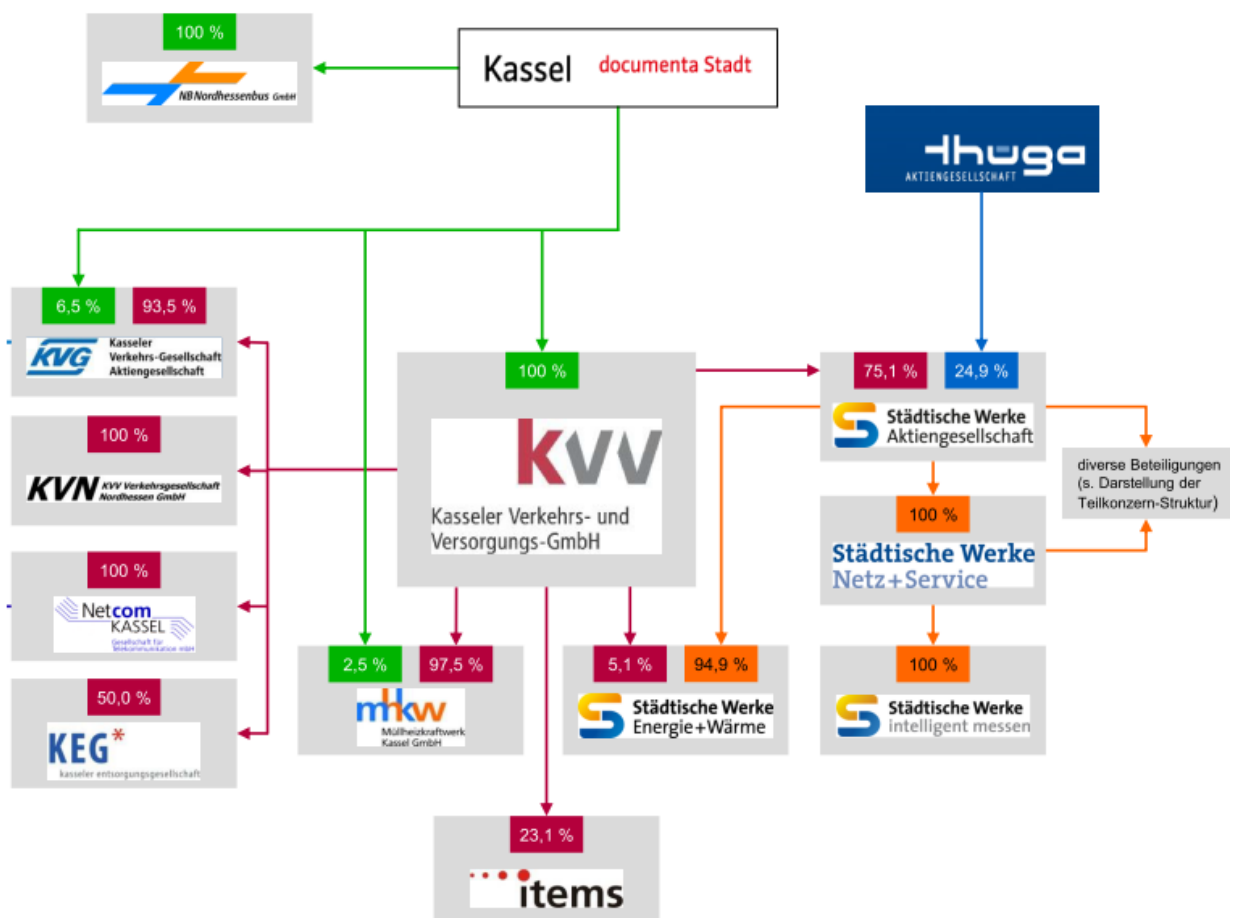 100 %
NB Nordhessenbus GmbH
Kassel documenta Stadt
thüga
AKTIENGESELLSCHAFT
6,5 % 93,5 %
KVG
Kasseler
Verkehrs-Gesellschaft
Aktiengesellschaft
100 %
KVN KVV Verkehrsgesellschaft
Nordhessen GmbH
100 %
Netcom
KASSEL
Gesellschaft für
Telekommunikation mbH
50,0 %
KEG*
kasseler entsorgungsgesellschaft
100 %
kvv
Kasseler Verkehrs- und
Versorgungs-GmbH
75,1 % 24,9 %
Städtische Werke
Aktiengesellschaft
diverse Beteiligungen
(s. Darstellung der
Teilkonzern-Struktur)
100 %
Städtische Werke
Netz+Service
2,5 % 97,5 %
mhkw
Müllheizkraftwerk
Kassel GmbH
5,1 % 94,9 %
Städtische Werke
Energie+Wärme
100 %
Städtische Werke
intelligent messen
23,1 %
items